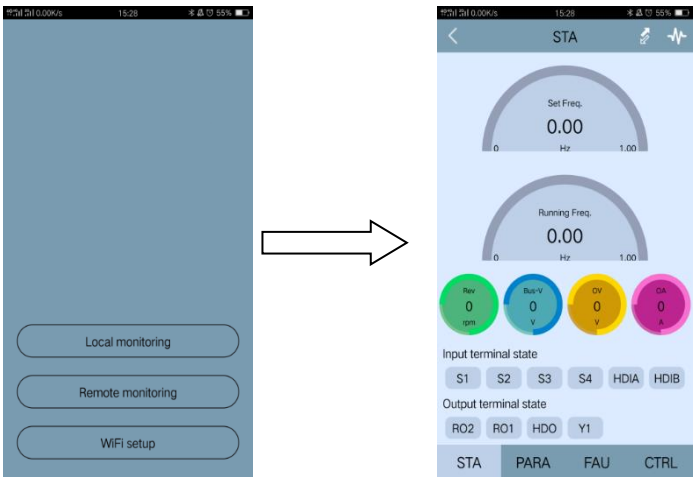 0.00K/s 15:28 55%
Local monitoring
Remote monitoring
WiFi setup
0.00K/s 15:28 55%
STA
Set Freq.
0.00
0 Hz 1.00
Running Freq.
0.00
0 Hz 1.00
Rev Bus-V OV OA
0 0 0 0
rpm V V A
Input terminal state
S1 S2 S3 S4 HDIA HDIB
Output terminal state
RO2 RO1 HDO Y1
STA PARA FAU CTRL